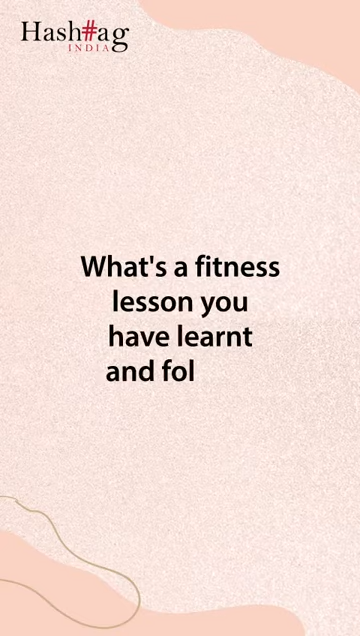 Hash#ag
INDIA
What's a fitness
lesson you
have learnt
and fol